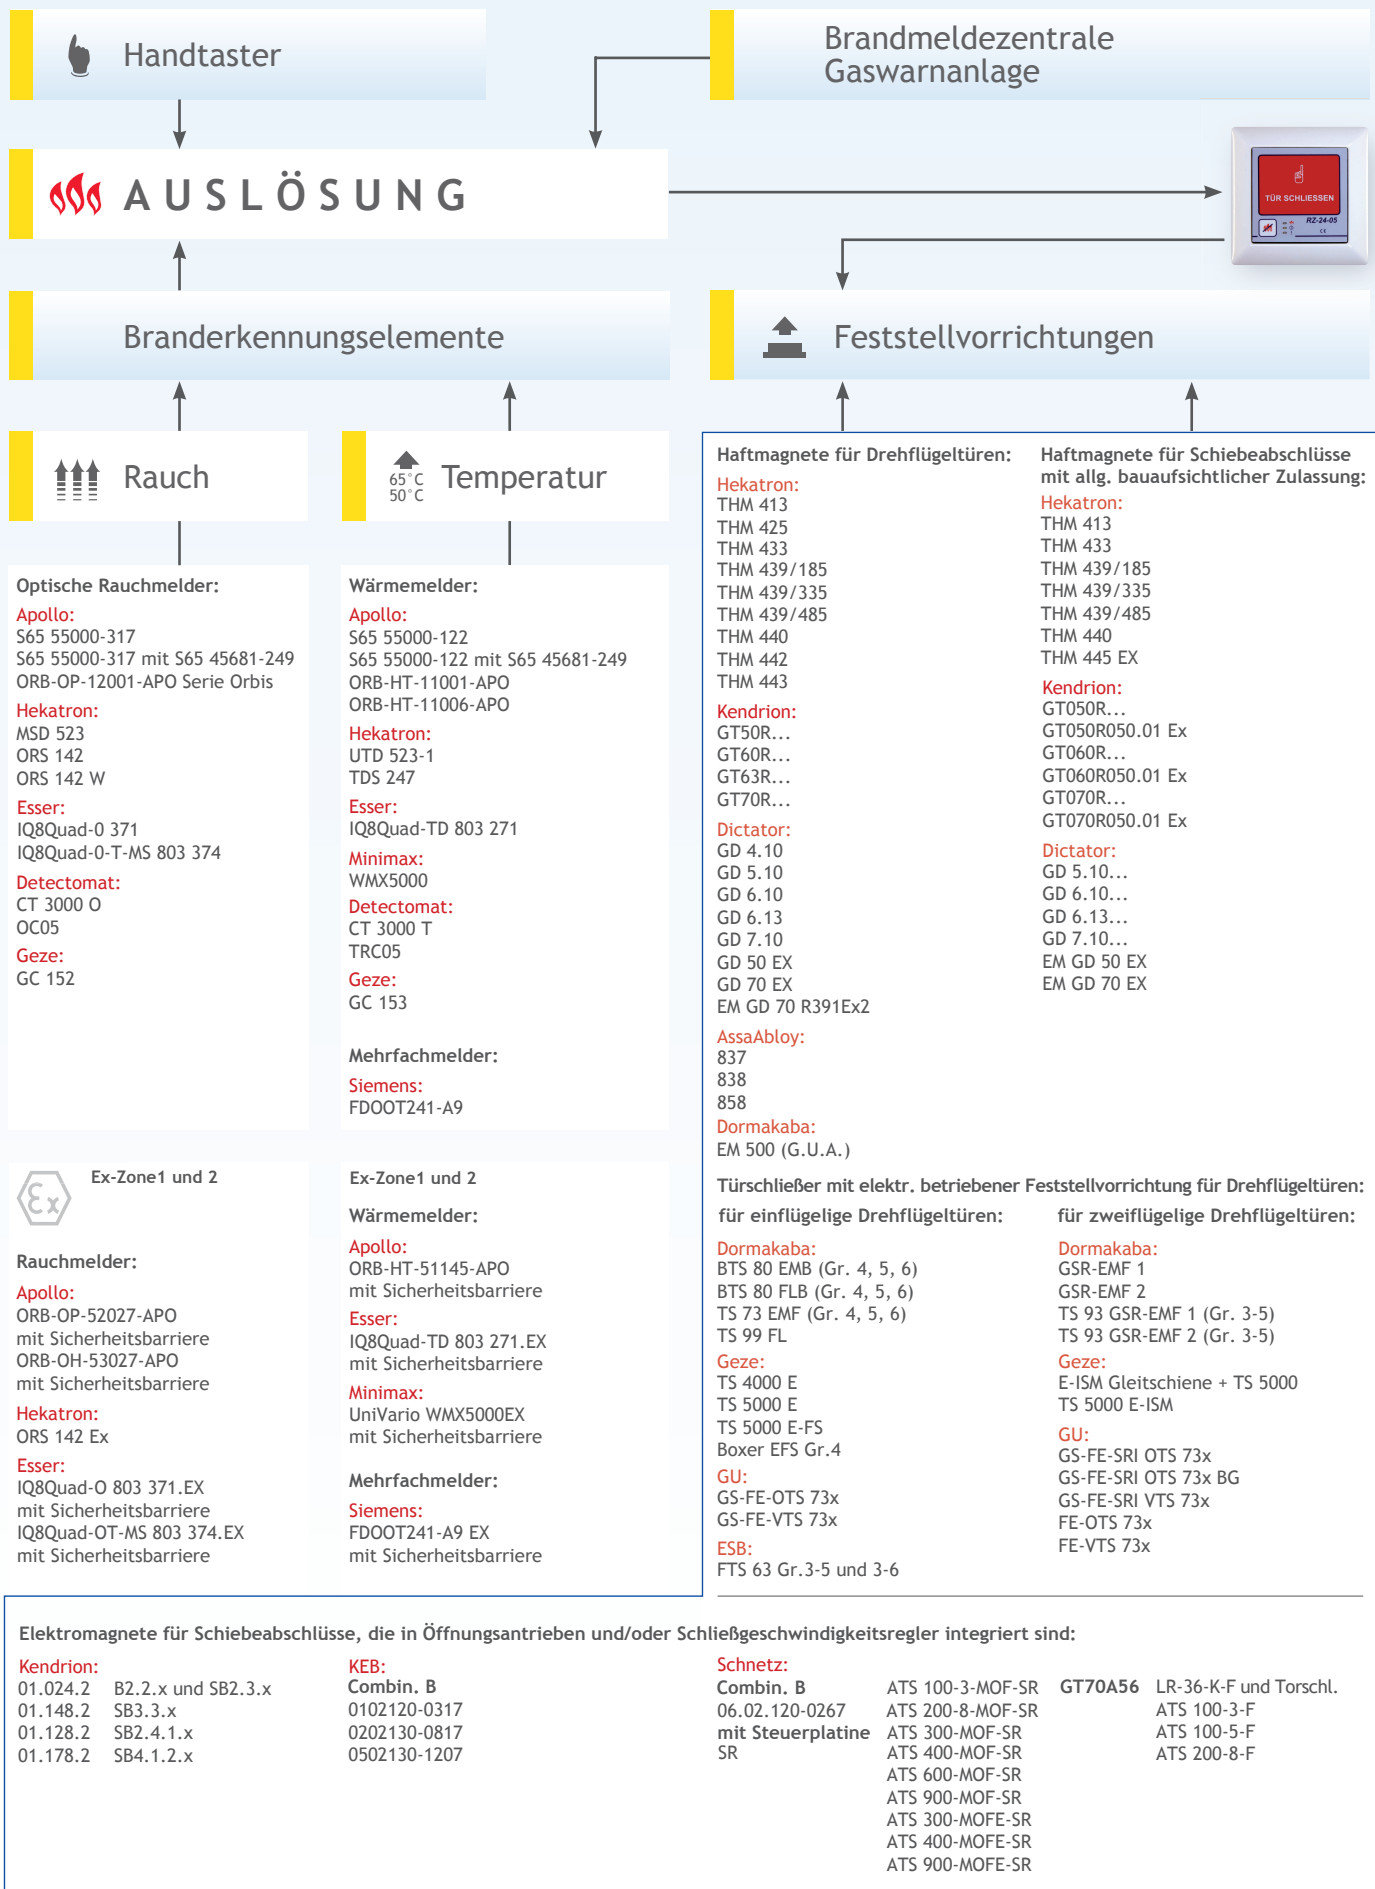 Handtaster
Brandmeldezentrale
Gaswarnanlage
AUSLÖSUNG
TÜR SCHLIESSEN
RZ-24-05
CE
Branderkennungselemente
Feststellvorrichtungen
Rauch
65°C
50°C
Temperatur
Optische Rauchmelder:
Apollo:
S65 55000-317
S65 55000-317 mit S65 45681-249
ORB-OP-12001-APO Serie Orbis
Hekatron:
MSD 523
ORS 142
ORS 142 W
Esser:
IQ8Quad-0 371
IQ8Quad-0-T-MS 803 374
Detectomat:
CT 3000 O
OC05
Geze:
GC 152
Wärmemelder:
Apollo:
S65 55000-122
S65 55000-122 mit S65 45681-249
ORB-HT-11001-APO
ORB-HT-11006-APO
Hekatron:
UTD 523-1
TDS 247
Esser:
IQ8Quad-TD 803 271
Minimax:
WMX5000
Detectomat:
CT 3000 T
TRC05
Geze:
GC 153
Mehrfachmelder:
Siemens:
FDOOT241-A9
Haftmagnete für Drehflügeltüren:
Hekatron:
THM 413
THM 425
THM 433
THM 439/185
THM 439/335
THM 439/485
THM 440
THM 442
THM 443
Kendrion:
GT50R...
GT60R...
GT63R...
GT70R...
Dictator:
GD 4.10
GD 5.10
GD 6.10
GD 6.13
GD 7.10
GD 50 EX
GD 70 EX
EM GD 70 R391Ex2
AssaAbloy:
837
838
858
Dormakaba:
EM 500 (G.U.A.)
Haftmagnete für Schiebeabschlüsse
mit allg. bauaufsichtlicher Zulassung:
Hekatron:
THM 413
THM 433
THM 439/185
THM 439/335
THM 439/485
THM 440
THM 445 EX
Kendrion:
GT050R...
GT050R050.01 Ex
GT060R...
GT060R050.01 Ex
GT070R...
GT070R050.01 Ex
Dictator:
GD 5.10...
GD 6.10...
GD 6.13...
GD 7.10...
EM GD 50 EX
EM GD 70 EX
Ex
Ex-Zone1 und 2
Rauchmelder:
Apollo:
ORB-OP-52027-APO
mit Sicherheitsbarriere
ORB-OH-53027-APO
mit Sicherheitsbarriere
Hekatron:
ORS 142 Ex
Esser:
IQ8Quad-O 803 371.EX
mit Sicherheitsbarriere
IQ8Quad-OT-MS 803 374.EX
mit Sicherheitsbarriere
Ex-Zone1 und 2
Wärmemelder:
Apollo:
ORB-HT-51145-APO
mit Sicherheitsbarriere
Esser:
IQ8Quad-TD 803 271.EX
mit Sicherheitsbarriere
Minimax:
UniVario WMX5000EX
mit Sicherheitsbarriere
Mehrfachmelder:
Siemens:
FDOOT241-A9 EX
mit Sicherheitsbarriere
Türschließer mit elektr. betriebener Feststellvorrichtung für Drehflügeltüren:
für einflügelige Drehflügeltüren:
Dormakaba:
BTS 80 EMB (Gr. 4, 5, 6)
BTS 80 FLB (Gr. 4, 5, 6)
TS 73 EMF (Gr. 4, 5, 6)
TS 99 FL
Geze:
TS 4000 E
TS 5000 E
TS 5000 E-FS
Boxer EFS Gr.4
GU:
GS-FE-OTS 73x
GS-FE-VTS 73x
ESB:
FTS 63 Gr.3-5 und 3-6
für zweiflügelige Drehflügeltüren:
Dormakaba:
GSR-EMF 1
GSR-EMF 2
TS 93 GSR-EMF 1 (Gr. 3-5)
TS 93 GSR-EMF 2 (Gr. 3-5)
Geze:
E-ISM Gleitschiene + TS 5000
TS 5000 E-ISM
GU:
GS-FE-SRI OTS 73x
GS-FE-SRI OTS 73x BG
GS-FE-SRI VTS 73x
FE-OTS 73x
FE-VTS 73x
Elektromagnete für Schiebeabschlüsse, die in Öffnungsantrieben und/oder Schließgeschwindigkeitsregler integriert sind:
Kendrion:
01.024.2 B2.2.x und SB2.3.x
01.148.2 SB3.3.x
01.128.2 SB2.4.1.x
01.178.2 SB4.1.2.x
KEB:
Combin. B
0102120-0317
0202130-0817
0502130-1207
Schnetz:
Combin. B
06.02.120-0267
mit Steuerplatine
SR
ATS 100-3-MOF-SR
ATS 200-8-MOF-SR
ATS 300-MOF-SR
ATS 400-MOF-SR
ATS 600-MOF-SR
ATS 900-MOF-SR
ATS 300-MOFE-SR
ATS 400-MOFE-SR
ATS 900-MOFE-SR
GT70A56 LR-36-K-F und Torschl.
ATS 100-3-F
ATS 100-5-F
ATS 200-8-F